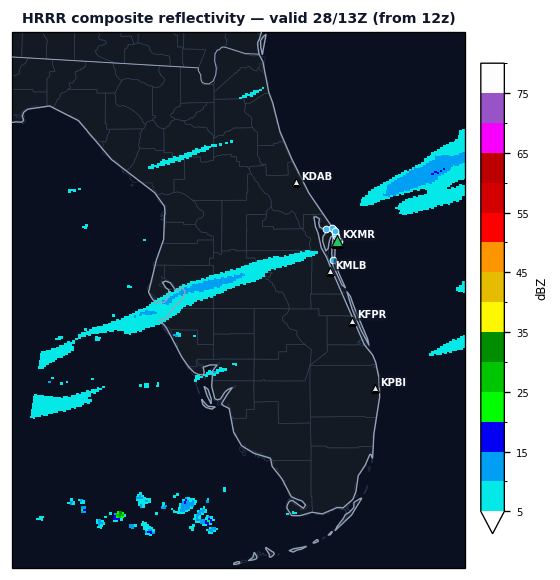 HRRR composite reflectivity — valid 28/13Z (from 12z)
KDAB
KXMR
KMLB
KFPR
KPBI
75
65
55
45
35
25
15
5
dBZ